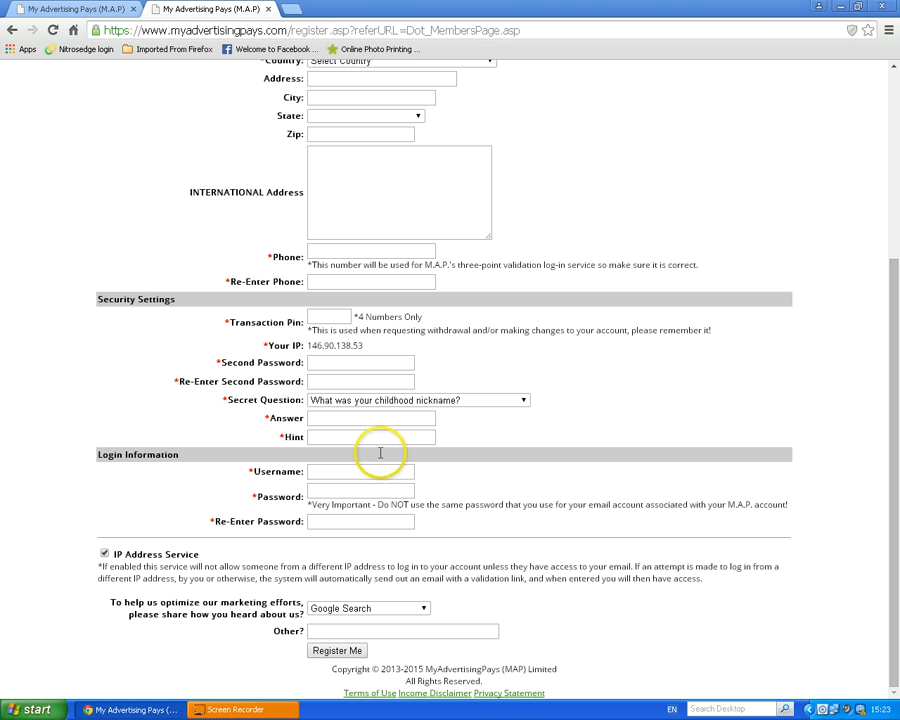 My Advertising Pays (M.A.P) × My Advertising Pays (M.A.P) ×
https://www.myadvertisingpays.com/register.asp?referURL=Dot_MembersPage.asp
Apps Nitrosedge login Imported From Firefox Welcome to Facebook ... Online Photo Printing ...
*Country: Select Country
Address:
City:
State:
Zip:
INTERNATIONAL Address
*Phone:
*This number will be used for M.A.P.'s three-point validation log-in service so make sure it is correct.
*Re-Enter Phone:
Security Settings
*Transaction Pin: *4 Numbers Only
*This is used when requesting withdrawal and/or making changes to your account, please remember it!
*Your IP: 146.90.138.53
*Second Password:
*Re-Enter Second Password:
*Secret Question: What was your childhood nickname?
*Answer
*Hint
Login Information
*Username:
*Password:
*Very Important - Do NOT use the same password that you use for your email account associated with your M.A.P. account!
*Re-Enter Password:
IP Address Service
*If enabled this service will not allow someone from a different IP address to log in to your account unless they have access to your email. If an attempt is made to log in from a
different IP address, by you or otherwise, the system will automatically send out an email with a validation link, and when entered you will then have access.
To help us optimize our marketing efforts,
please share how you heard about us? Google Search
Other?
Register Me
Copyright © 2013-2015 MyAdvertisingPays (MAP) Limited
All Rights Reserved.
Terms of Use Income Disclaimer Privacy Statement
start My Advertising Pays (... Screen Recorder EN Search Desktop 15:23